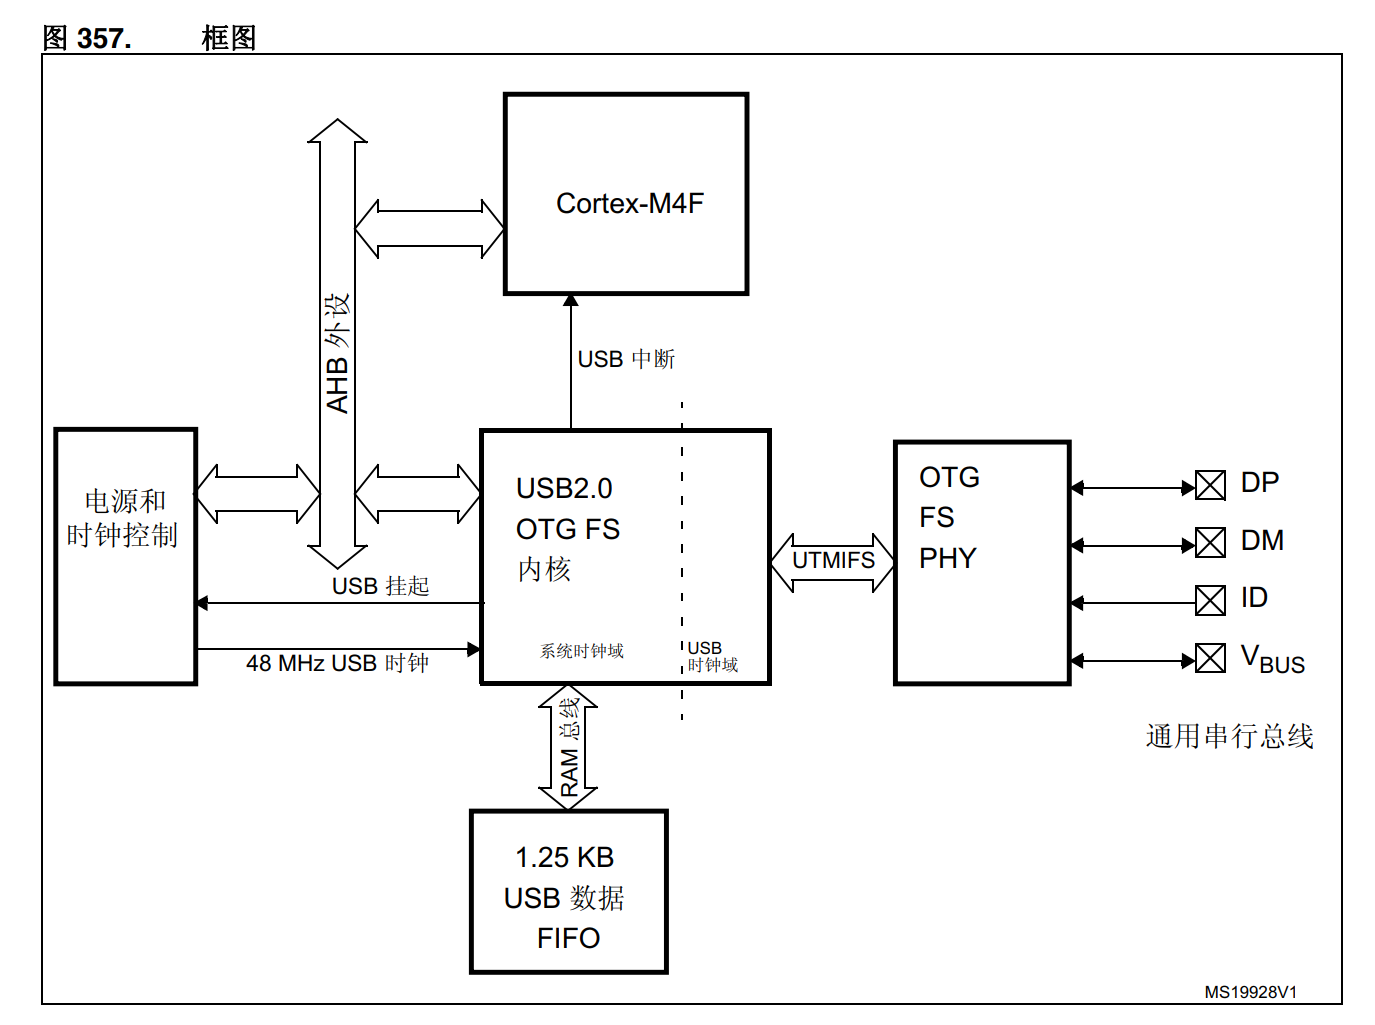 图 357. 框图
Cortex-M4F
AHB 外设
USB 中断
电源和
时钟控制
USB2.0
OTG FS
内核
OTG
FS
PHY
DP
DM
ID
VBUS
UTMIFS
USB 挂起
48 MHz USB 时钟
系统时钟域
USB
时钟域
RAM 总线
通用串行总线
1.25 KB
USB 数据
FIFO
MS19928V1